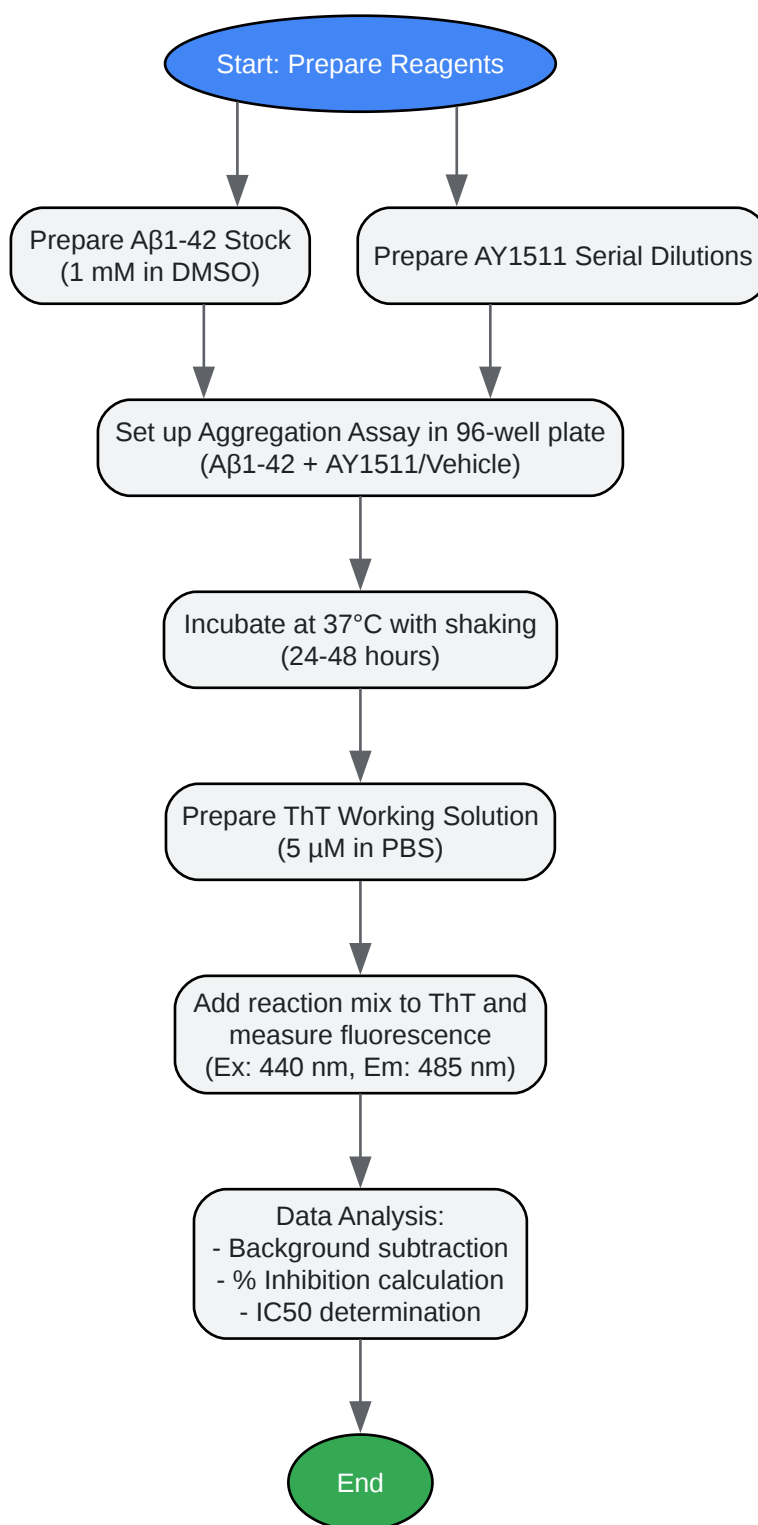 Start: Prepare Reagents
Prepare Aβ1-42 Stock
(1 mM in DMSO)
Prepare AY1511 Serial Dilutions
Set up Aggregation Assay in 96-well plate
(Aβ1-42 + AY1511/Vehicle)
Incubate at 37°C with shaking
(24-48 hours)
Prepare ThT Working Solution
(5 µM in PBS)
Add reaction mix to ThT and
measure fluorescence
(Ex: 440 nm, Em: 485 nm)
Data Analysis:
- Background subtraction
- % Inhibition calculation
- IC50 determination
End